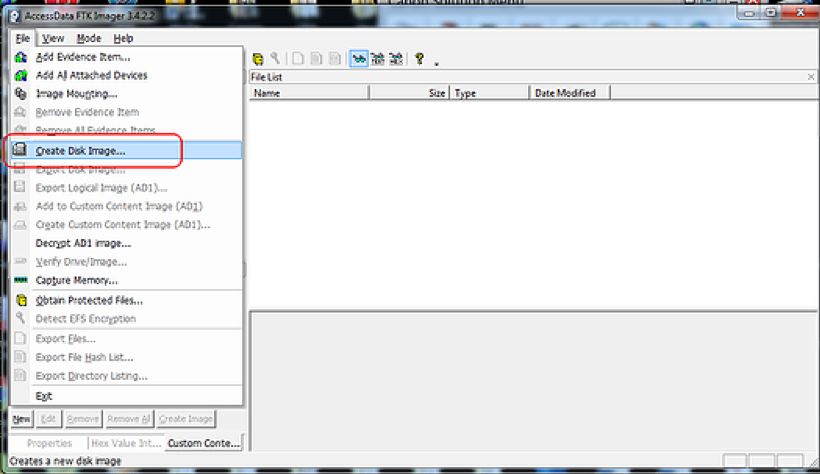 AccessData FTK Imager 3.4.2.2
File View Mode Help
Add Evidence Item...
Add All Attached Devices
Image Mounting...
Remove Evidence Item
Remove All Evidence Items
Create Disk Image...
Export Disk Image...
Export Logical Image (AD1)...
Add to Custom Content Image (AD1)
Create Custom Content Image (AD1)...
Decrypt AD1 image...
Verify Drive/Image...
Capture Memory...
Obtain Protected Files...
Detect EFS Encryption
Export Files...
Export File Hash List...
Export Directory Listing...
Exit
File List
Name Size Type Date Modified
New Edit Remove Remove All Create Image
Properties Hex Value Int... Custom Conte...
Creates a new disk image